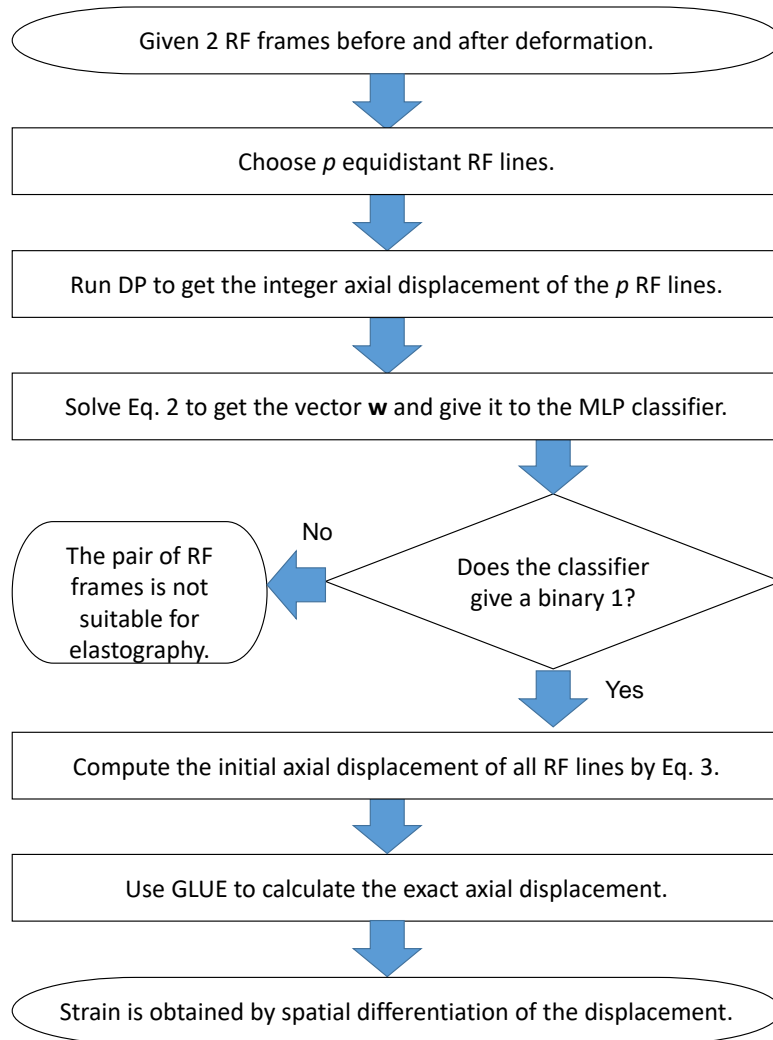 Given 2 RF frames before and after deformation.
Choose p equidistant RF lines.
Run DP to get the integer axial displacement of the p RF lines.
Solve Eq. 2 to get the vector w and give it to the MLP classifier.
No
The pair of RF
frames is not
suitable for
elastography.
Does the classifier
give a binary 1?
Yes
Compute the initial axial displacement of all RF lines by Eq. 3.
Use GLUE to calculate the exact axial displacement.
Strain is obtained by spatial differentiation of the displacement.